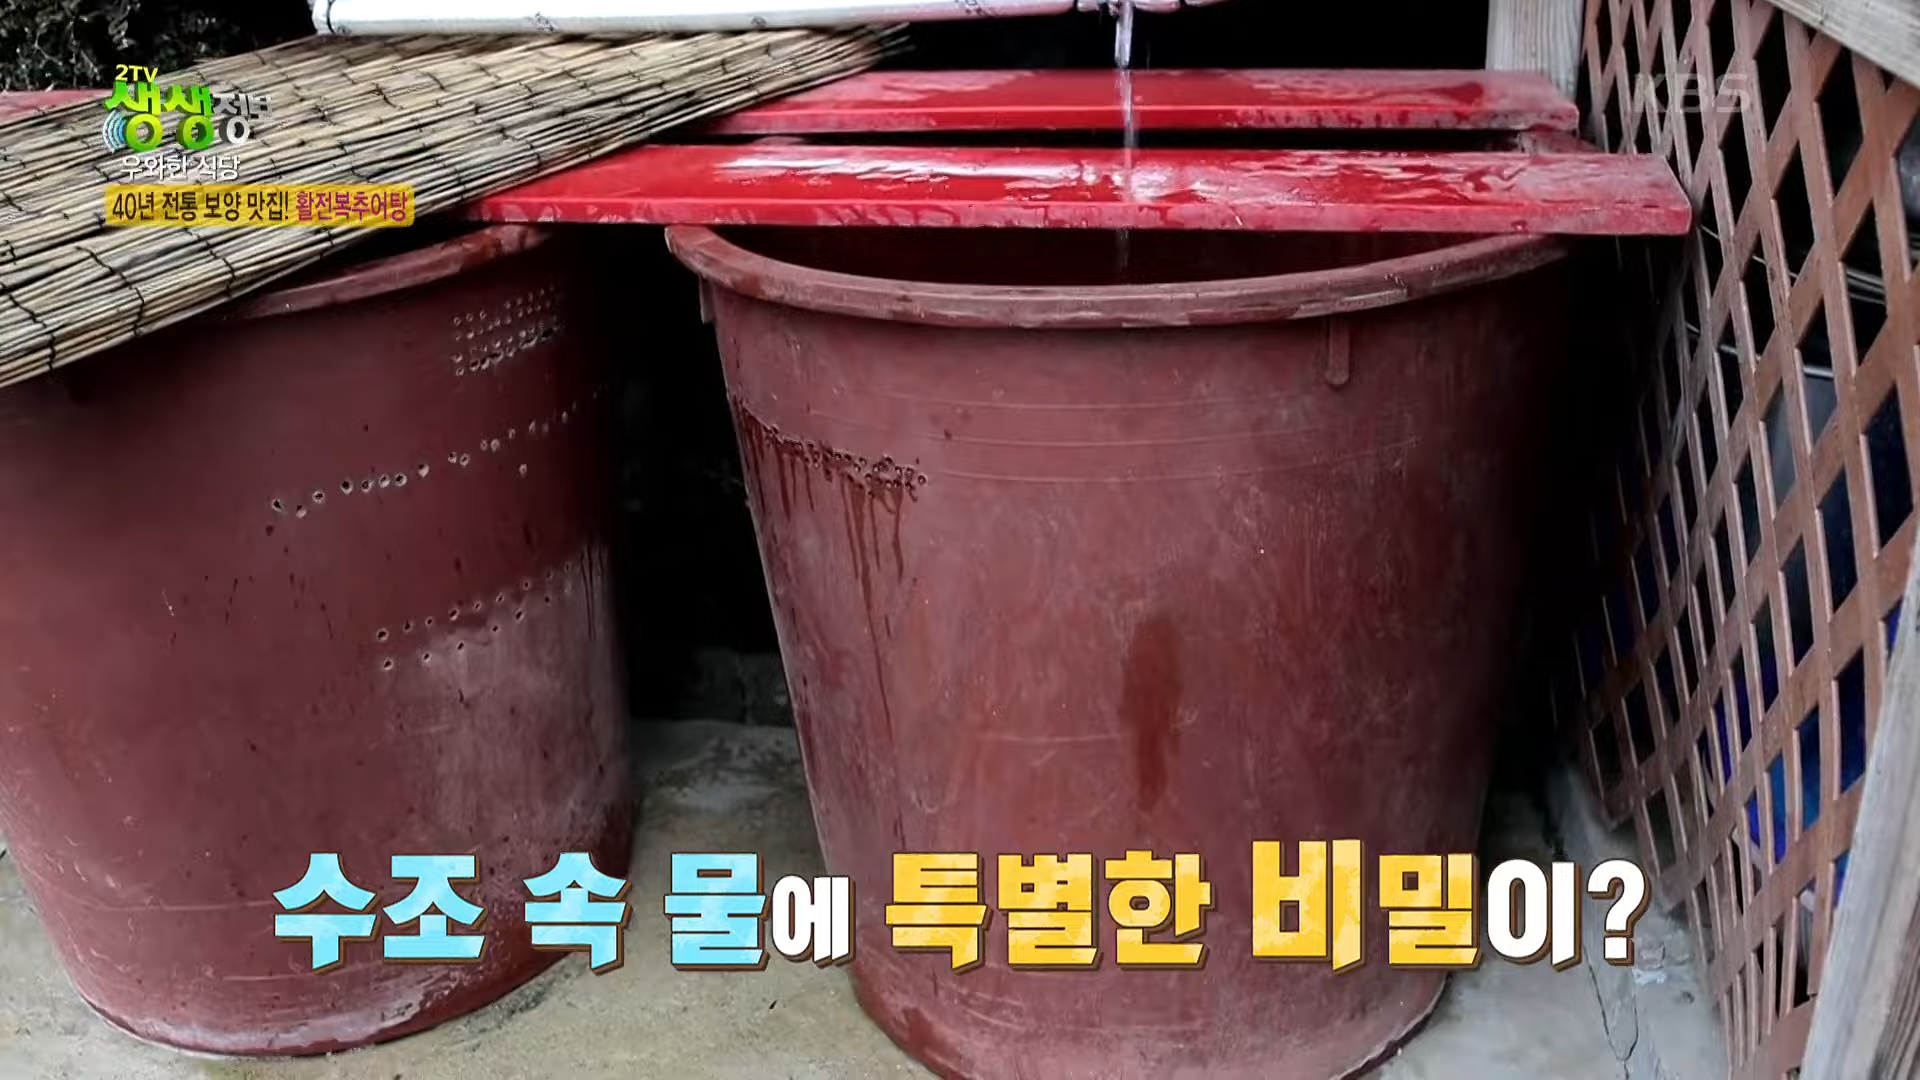 2TV
생생정보
우와한 식당
40년 전통 보양 맛집! 활전복추어탕
KBS
수조 속 물에 특별한 비밀이?